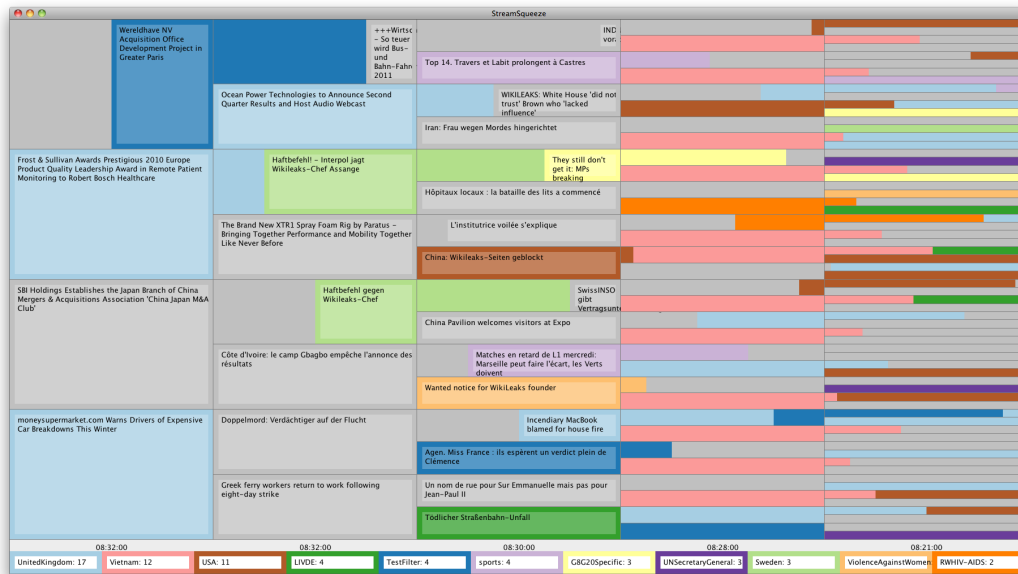 StreamSqueeze
Wereldhave NV
Acquisition Office
Development Project in
Greater Paris
Frost & Sullivan Awards Prestigious 2010 Europe
Product Quality Leadership Award in Remote Patient
Monitoring to Robert Bosch Healthcare
SBI Holdings Establishes the Japan Branch of China
Mergers & Acquisitions Association 'China Japan M&A
Club'
moneysupermarket.com Warns Drivers of Expensive
Car Breakdowns This Winter
+++Wirtsc
- So teuer
wird Bus-
und
Bahn-Fahre
2011
Ocean Power Technologies to Announce Second
Quarter Results and Host Audio Webcast
Haftbefehl! - Interpol jagt
Wikileaks-Chef Assange
The Brand New XTR1 Spray Foam Rig by Paratus -
Bringing Together Performance and Mobility Together
Like Never Before
Haftbefehl gegen
Wikileaks-Chef
Côte d'Ivoire: le camp Gbagbo empêche l'annonce des
résultats
Doppelmord: Verdächtiger auf der Flucht
Greek ferry workers return to work following
eight-day strike
IND
vor
Top 14. Travers et Labit prolongent à Castres
WIKILEAKS: White House 'did not
trust' Brown who 'lacked
influence'
Iran: Frau wegen Mordes hingerichtet
They still don't
get it: MPs
breaking
Hôpitaux locaux : la bataille des lits a commencé
L'institutrice voilée s'explique
China: Wikileaks-Seiten geblockt
SwissINSO
gibt
Vertragsunte
China Pavilion welcomes visitors at Expo
Matches en retard de L1 mercredi:
Marseille peut faire l'écart, les Verts
doivent
Wanted notice for WikiLeaks founder
Incendiary MacBook
blamed for house fire
Agen. Miss France : ils espèrent un verdict plein de
Clémence
Un nom de rue pour Sur Emmanuelle mais pas pour
Jean-Paul II
Tödlicher Straßenbahn-Unfall
08:32:00 08:32:00 08:30:00 08:28:00 08:21:00
UnitedKingdom: 17 Vietnam: 12 USA: 11 LIVDE: 4 TestFilter: 4 sports: 4 G8G20Specific: 3 UNSecretaryGeneral: 3 Sweden: 3 ViolenceAgainstWomen: RWHIV-AIDS: 2